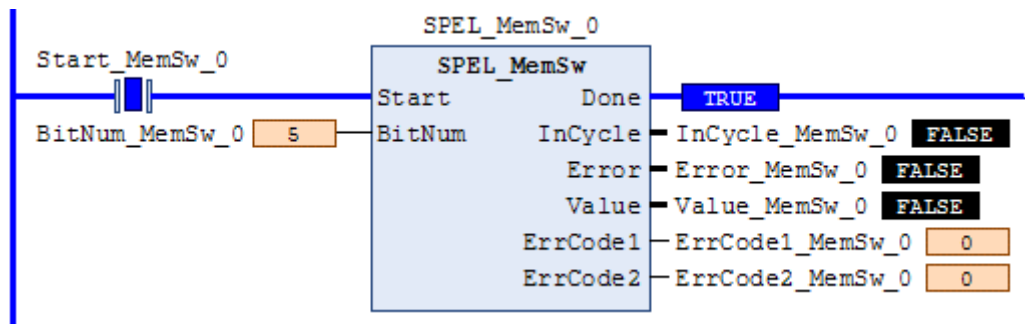 SPEL_MemSw_0
Start_MemSw_0
SPEL_MemSw
Start Done TRUE
BitNum_MemSw_0 5 BitNum InCycle InCycle_MemSw_0 FALSE
Error Error_MemSw_0 FALSE
Value Value_MemSw_0 FALSE
ErrCode1 ErrCode1_MemSw_0 0
ErrCode2 ErrCode2_MemSw_0 0